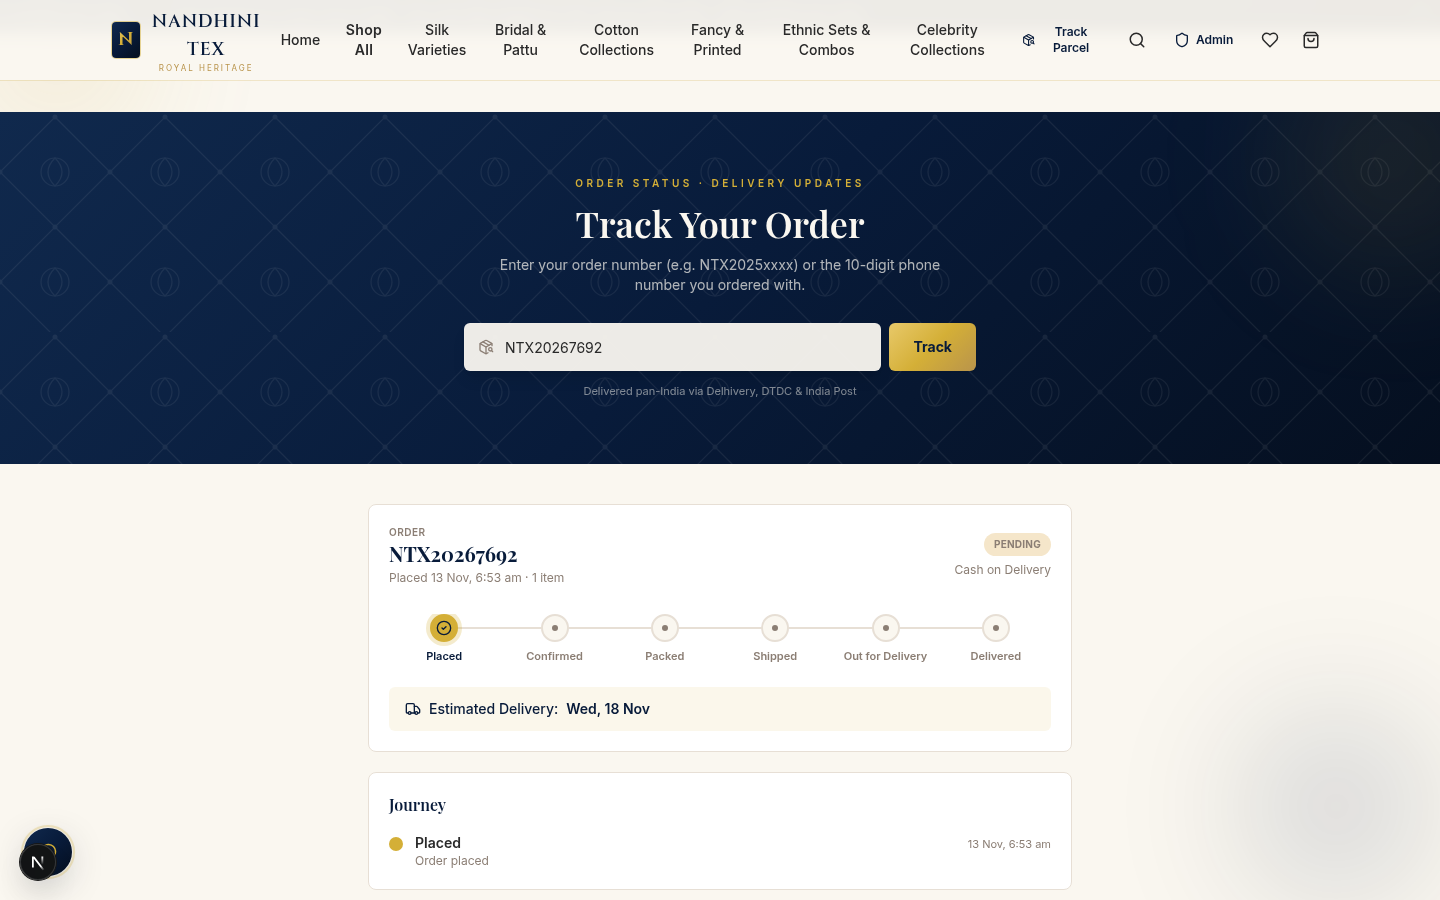 N
NANDHINI
TEX
ROYAL HERITAGE
Home
Shop
All
Silk
Varieties
Bridal &
Pattu
Cotton
Collections
Fancy &
Printed
Ethnic Sets &
Combos
Celebrity
Collections
Track
Parcel
Admin
ORDER STATUS · DELIVERY UPDATES
Track Your Order
Enter your order number (e.g. NTX2025xxxx) or the 10-digit phone
number you ordered with.
NTX20267692
Track
Delivered pan-India via Delhivery, DTDC & India Post
ORDER
NTX20267692
Placed 13 Nov, 6:53 am · 1 item
PENDING
Cash on Delivery
Placed
Confirmed
Packed
Shipped
Out for Delivery
Delivered
Estimated Delivery: Wed, 18 Nov
Journey
Placed
13 Nov, 6:53 am
Order placed
N